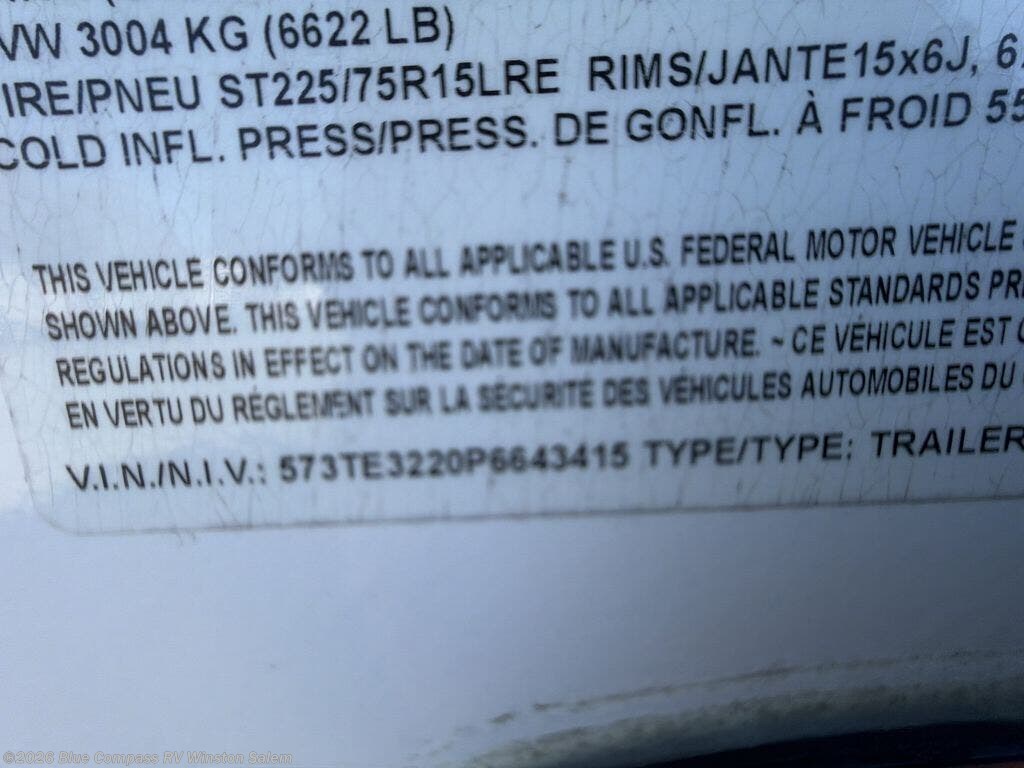 VW 3004 KG (6622 LB)
IRE/PNEU ST225/75R15LRE RIMS/JANTE15x6J, 6
COLD INFL. PRESS/PRESS. DE GONFL. À FROID 55
THIS VEHICLE CONFORMS TO ALL APPLICABLE U.S. FEDERAL MOTOR VEHICLE
SHOWN ABOVE. THIS VEHICLE CONFORMS TO ALL APPLICABLE STANDARDS PRE
REGULATIONS IN EFFECT ON THE DATE OF MANUFACTURE. ~ CE VÉHICULE EST C
EN VERTU DU RÉGLEMENT SUR LA SÉCURITÉ DES VÉHICULES AUTOMOBILES DU
V.I.N./N.I.V.: 573TE3220P6643415 TYPE/TYPE: TRAILER
©2026 Blue Compass RV Winston Salem